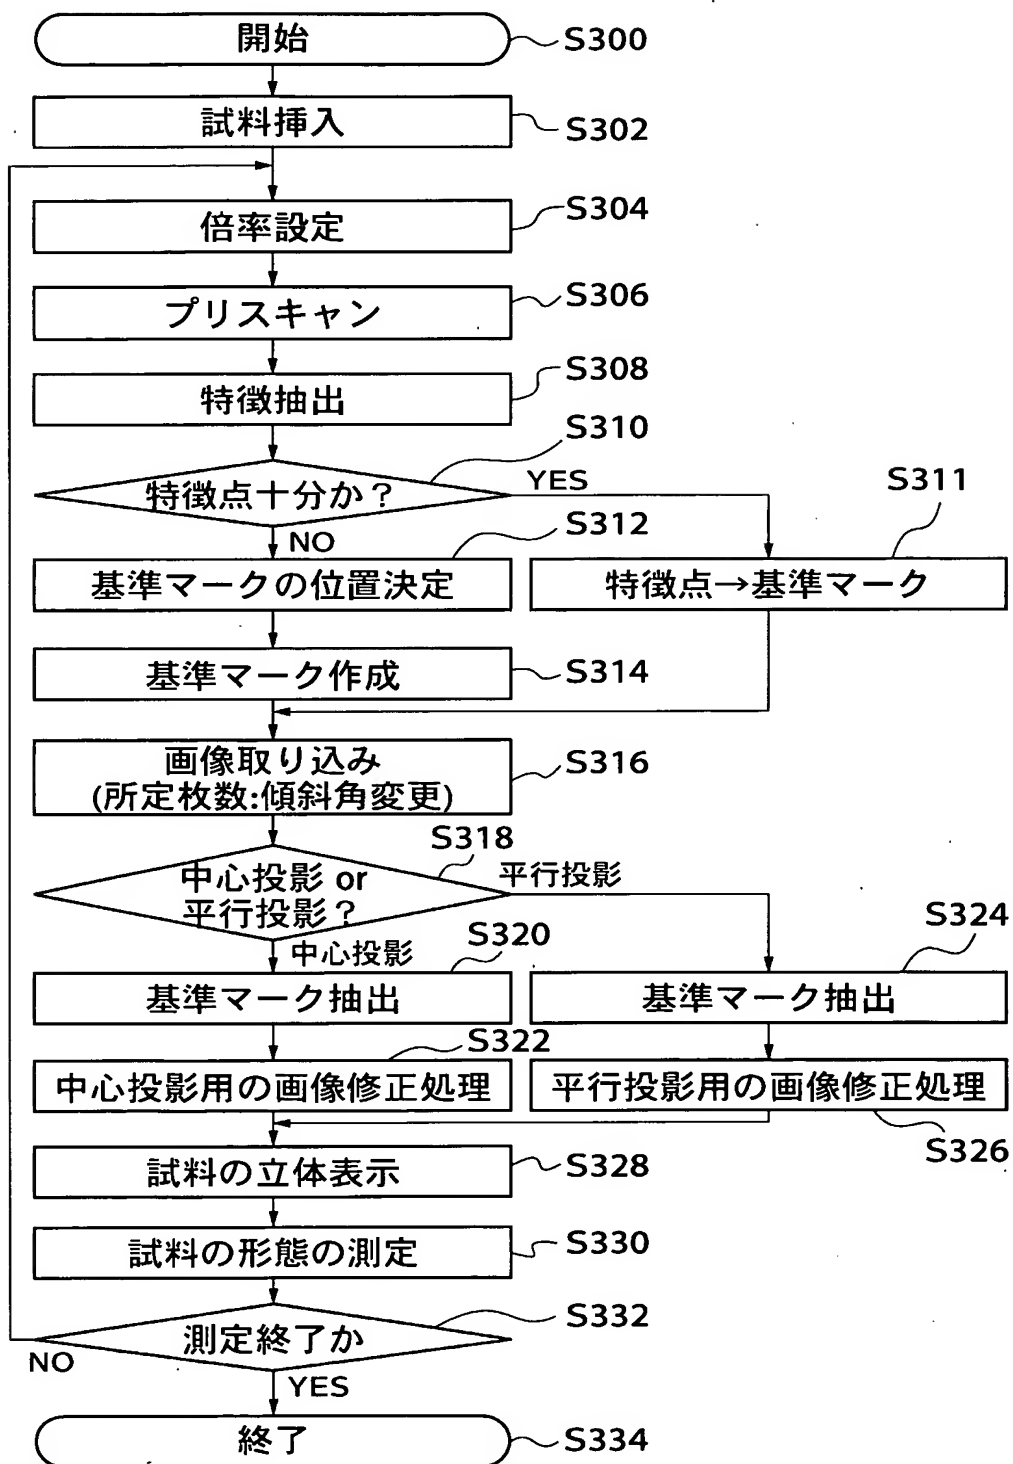 開始
S300
試料挿入
S302
倍率設定
S304
プリスキャン
S306
特徴抽出
S308
特徴点十分か？
S310
YES
NO
S311
特徴点→基準マーク
S312
基準マークの位置決定
基準マーク作成
S314
画像取り込み
(所定枚数:傾斜角変更)
S316
S318
中心投影 or
平行投影？
平行投影
中心投影
S320
基準マーク抽出
S324
基準マーク抽出
S322
中心投影用の画像修正処理
平行投影用の画像修正処理
S326
試料の立体表示
S328
試料の形態の測定
S330
測定終了か
S332
NO
YES
終了
S334